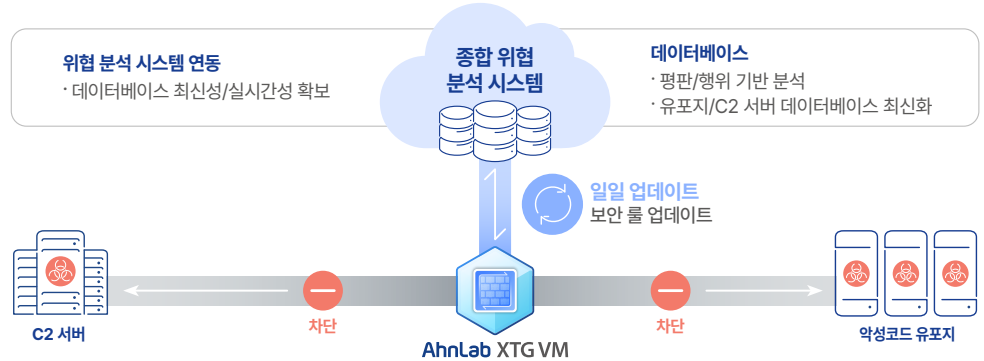 종합 위협
분석 시스템
위협 분석 시스템 연동
· 데이터베이스 최신성/실시간성 확보
데이터베이스
· 평판/행위 기반 분석
· 유포지/C2 서버 데이터베이스 최신화
일일 업데이트
보안 룰 업데이트
차단
차단
C2 서버
AhnLab XTG VM
악성코드 유포지